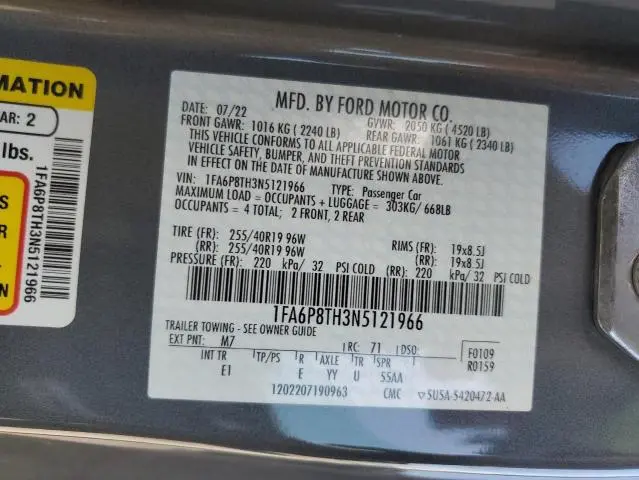 RMATION
AR: 2
lbs.
S
R
N
1FA6P8TH3N5121966
MFD. BY FORD MOTOR CO.
DATE: 07/22 GVWR: 2050 KG ( 4520 LB)
FRONT GAWR: 1016 KG ( 2240 LB) REAR GAWR: 1061 KG ( 2340 LB)
THIS VEHICLE CONFORMS TO ALL APPLICABLE FEDERAL MOTOR
VEHICLE SAFETY, BUMPER, AND THEFT PREVENTION STANDARDS
IN EFFECT ON THE DATE OF MANUFACTURE SHOWN ABOVE.
VIN: 1FA6P8TH3N5121966 TYPE: Passenger Car
MAXIMUM LOAD = OCCUPANTS + LUGGAGE = 303KG/ 668LB
OCCUPANTS = 4 TOTAL; 2 FRONT, 2 REAR
TIRE (FR): 255/40R19 96W RIMS (FR): 19x8.5J
(RR): 255/40R19 96W (RR): 19x8.5J
PRESSURE (FR): 220 kPa/ 32 PSI COLD (RR): 220 kPa/ 32 PSI COLD
1FA6P8TH3N5121966
TRAILER TOWING - SEE OWNER GUIDE
EXT PNT: M7 RC: 71 DSO: F0109
INT TR TP/PS R AXLE TR SPR R0159
E1 E YY U 55AA
1202207190963 CMC SU5A-5420472-AA